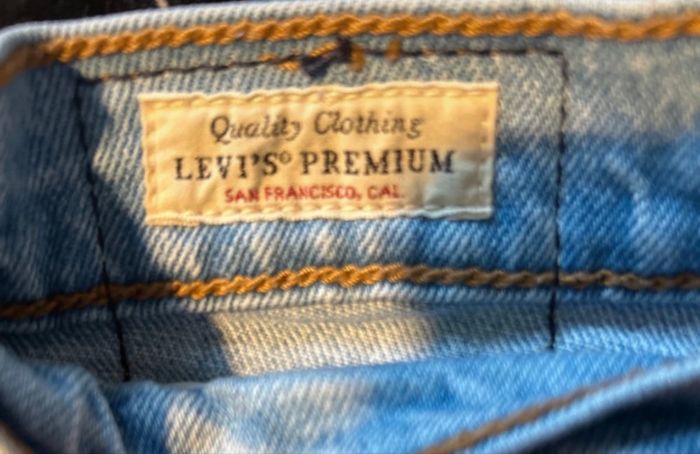 Quality Clothing
LEVI'S® PREMIUM
SAN FRANCISCO, CAL.